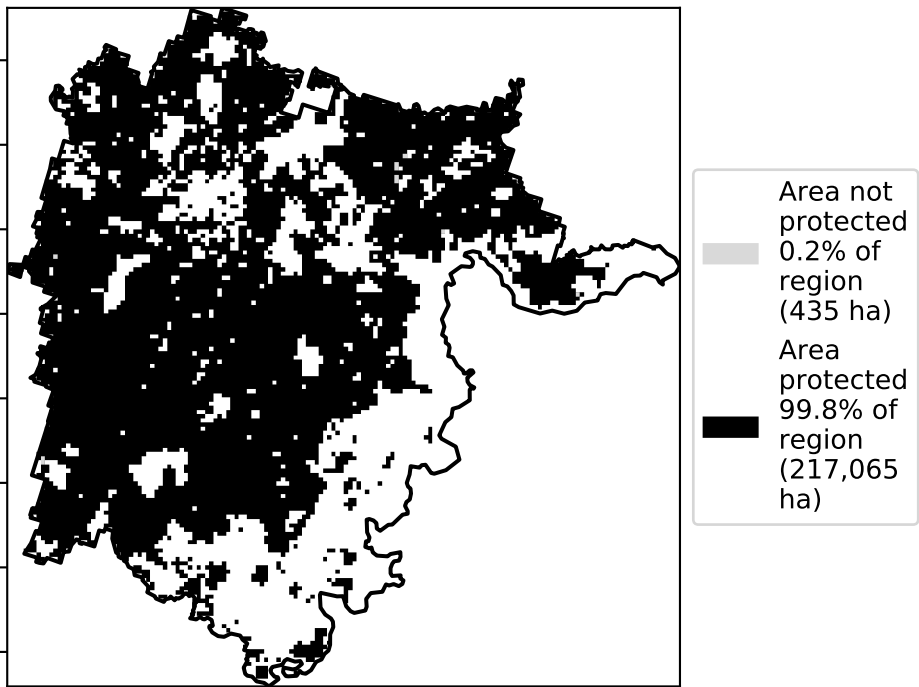 Area not
protected
0.2% of
region
(435 ha)
Area
protected
99.8% of
region
(217,065
ha)